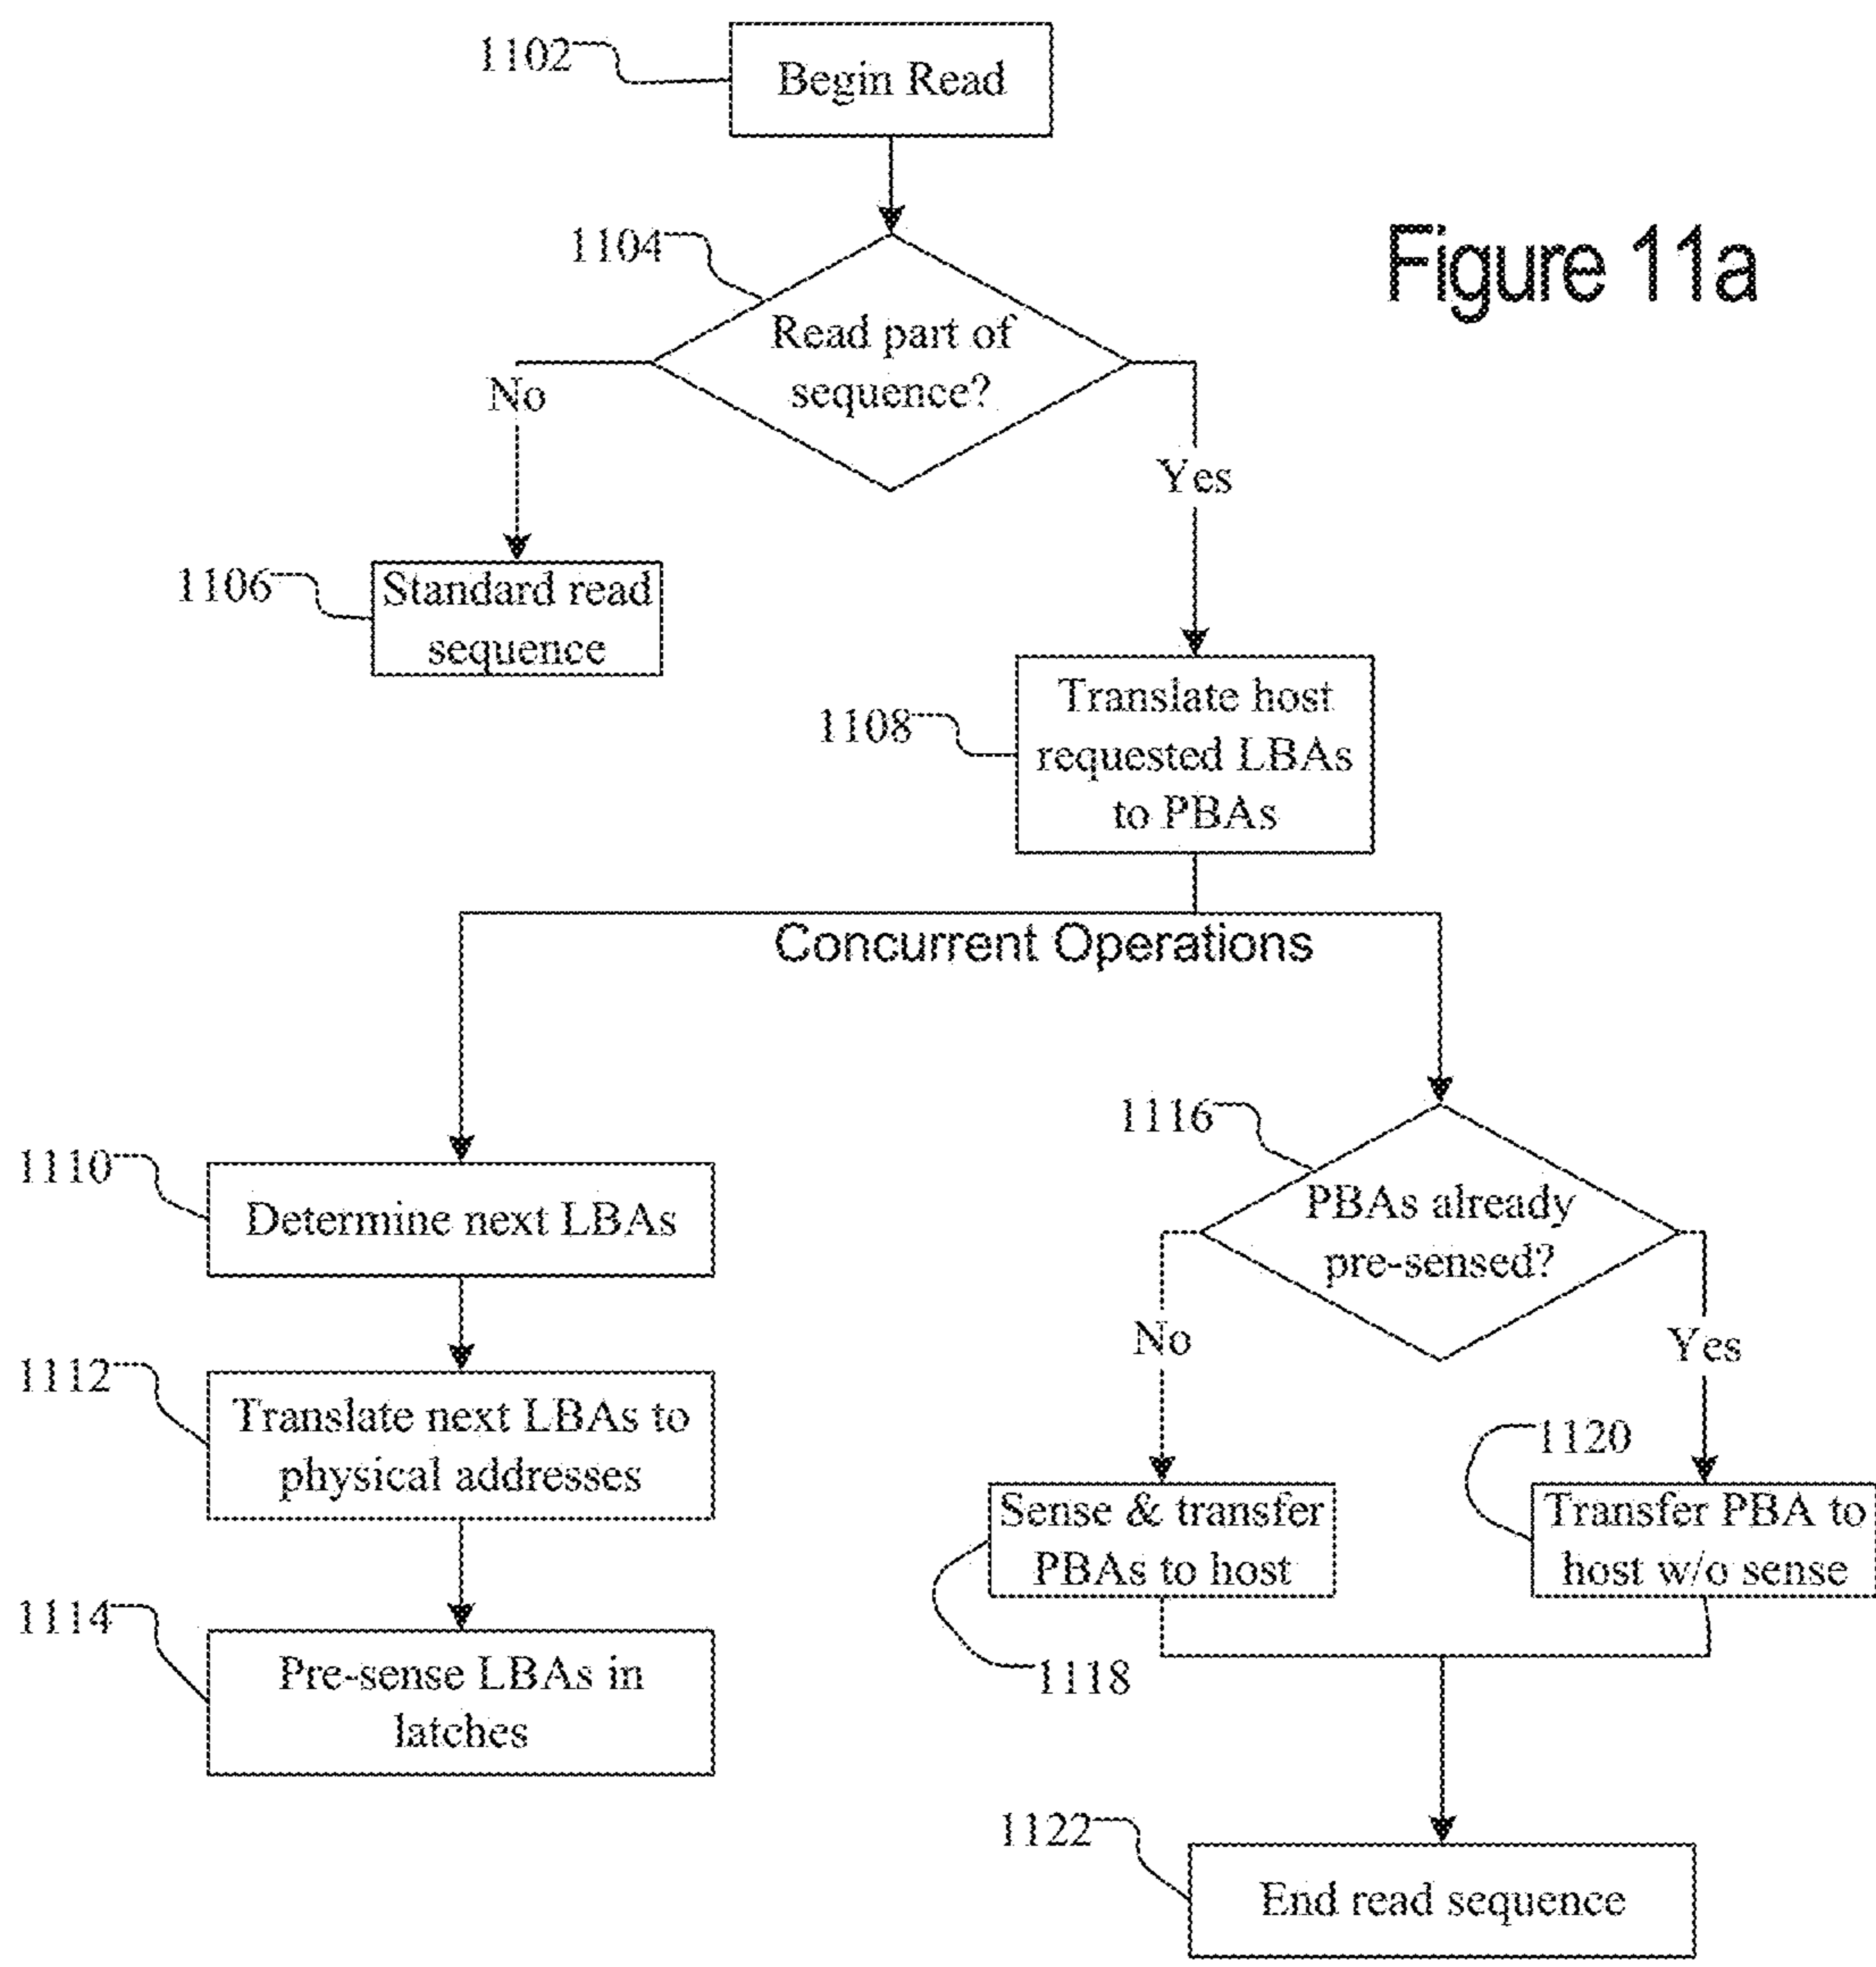 1102
Begin Read
Figure 11a
1104
Read part of
sequence?
No
Yes
1106
Standard read
sequence
1108
Translate host
requested LBAs
to PBAs
Concurrent Operations
1110
Determine next LBAs
1112
Translate next LBAs to
physical addresses
1114
Pre-sense LBAs in
latches
1116
PBAs already
pre-sensed?
No
Yes
1120
Sense & transfer
PBAs to host
Transfer PBA to
host w/o sense
1118
1122
End read sequence